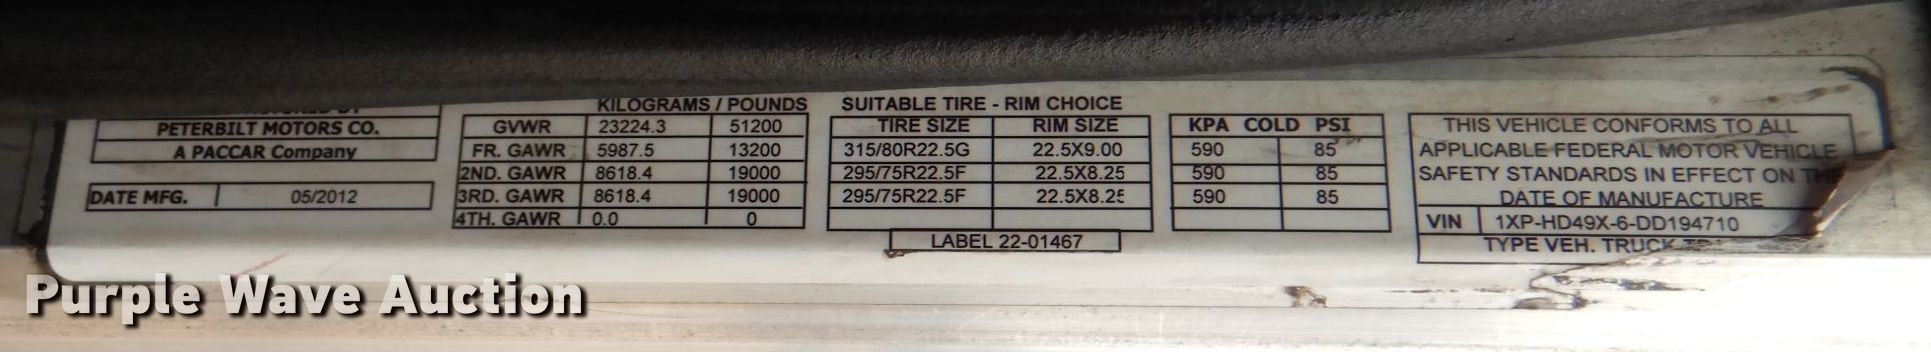 PETERBILT MOTORS CO.
A PACCAR Company
DATE MFG. 05/2012
KILOGRAMS / POUNDS
GVWR 23224.3 51200
FR. GAWR 5987.5 13200
2ND. GAWR 8618.4 19000
3RD. GAWR 8618.4 19000
4TH. GAWR 0.0 0
SUITABLE TIRE - RIM CHOICE
TIRE SIZE RIM SIZE
315/80R22.5G 22.5X9.00
295/75R22.5F 22.5X8.25
295/75R22.5F 22.5X8.25
LABEL 22-01467
KPA COLD PSI
590 85
590 85
590 85
THIS VEHICLE CONFORMS TO ALL
APPLICABLE FEDERAL MOTOR VEHICLE
SAFETY STANDARDS IN EFFECT ON THE
DATE OF MANUFACTURE
VIN 1XP-HD49X-6-DD194710
TYPE VEH. TRUCK
Purple Wave Auction